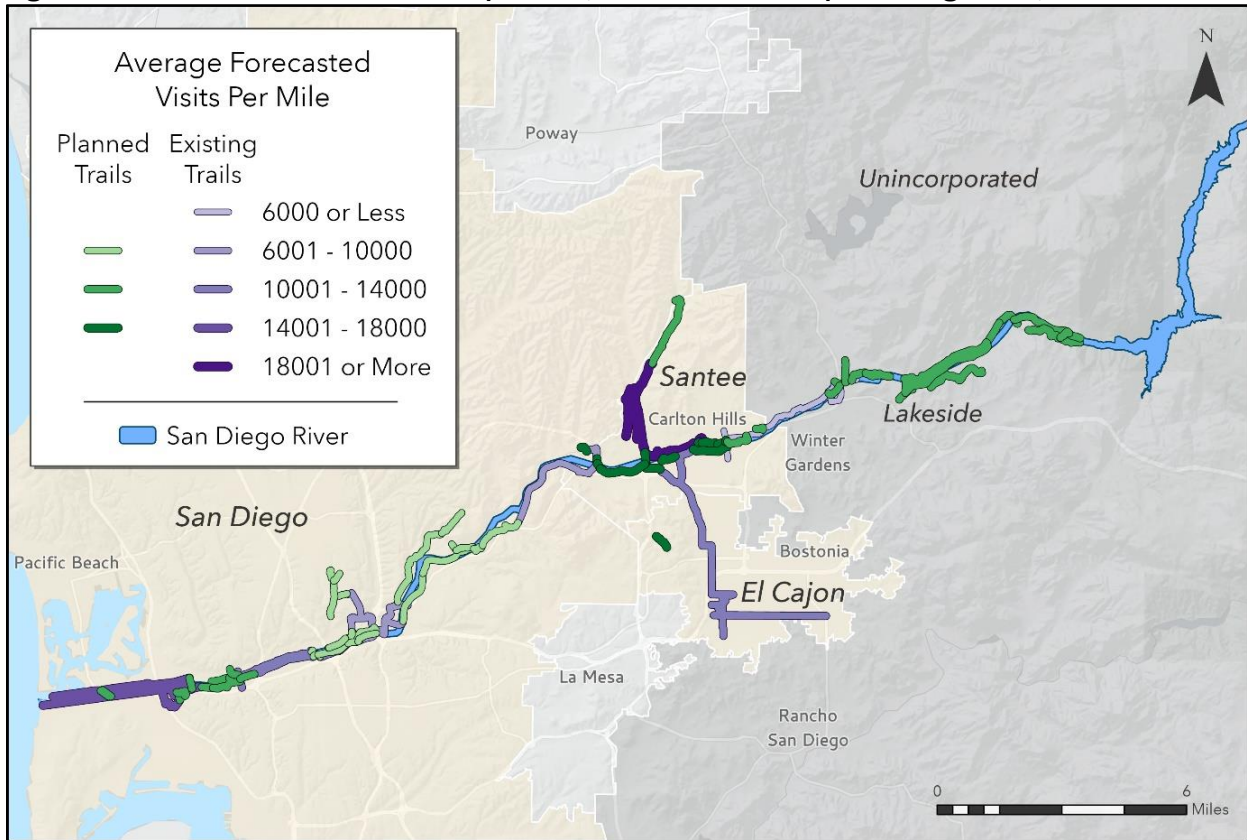 Average Forecasted
Visits Per Mile
Planned Existing
Trails Trails
6000 or Less
6001 - 10000
10001 - 14000
14001 - 18000
18001 or More
San Diego River
N
Poway
Unincorporated
Santee
Carlton Hills
Lakeside
Winter
Gardens
San Diego
Pacific Beach
Bostonia
El Cajon
La Mesa
Rancho
San Diego
0 6
Miles